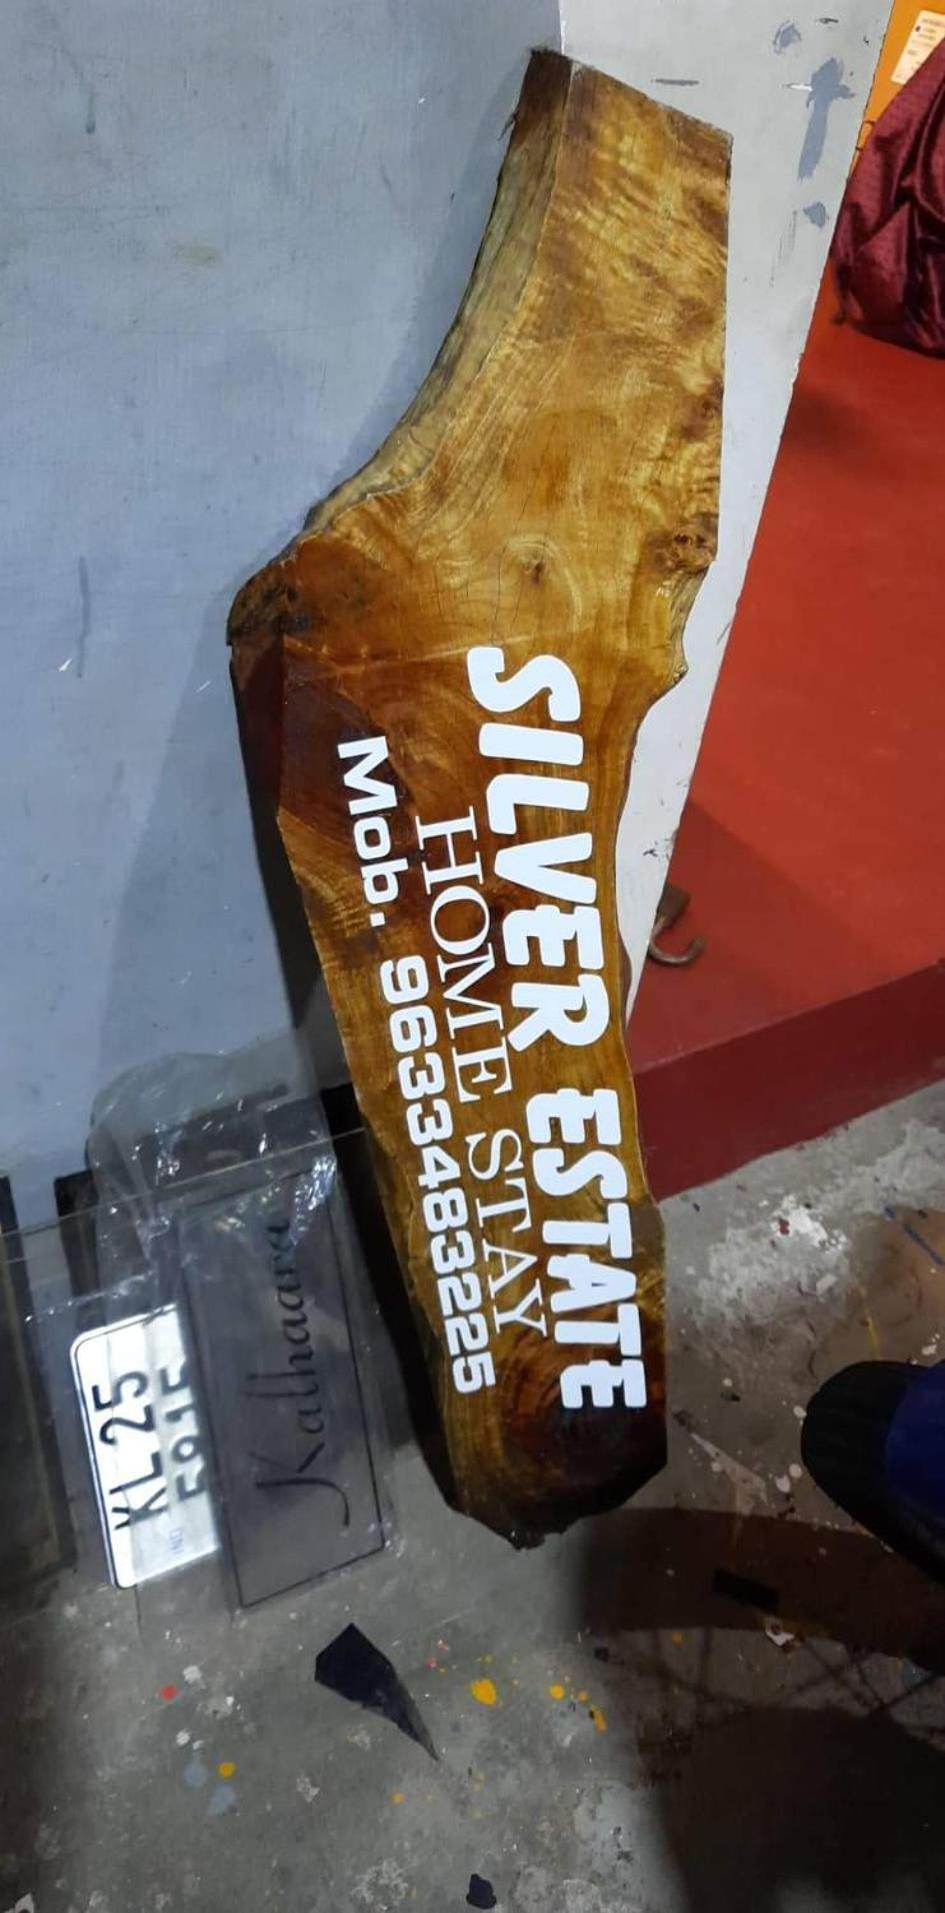 SILVER ESTATE
HOME STAY
Mob. 9633483225
Kalhaara
KL 25